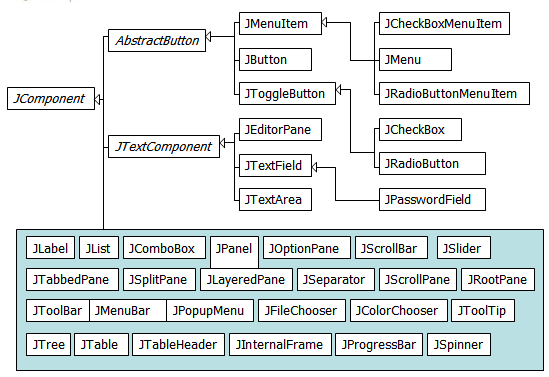 AbstractButton
JMenuItem
JCheckBoxMenuItem
JButton
JMenu
JComponent
JToggleButton
JRadioButtonMenuItem
JTextComponent
JEditorPane
JCheckBox
JTextField
JRadioButton
JTextArea
JPasswordField
JLabel JList JComboBox JPanel JOptionPane JScrollBar JSlider
JTabbedPane JSplitPane JLayeredPane JSeparator JScrollPane JRootPane
JToolBar JMenuBar JPopupMenu JFileChooser JColorChooser JToolTip
JTree JTable JTableHeader JInternalFrame JProgressBar JSpinner